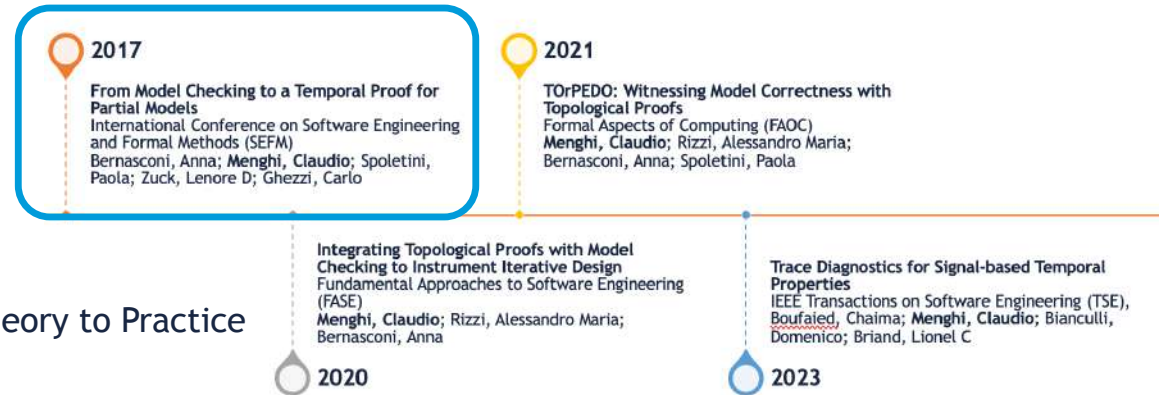 2017
From Model Checking to a Temporal Proof for
Partial Models
International Conference on Software Engineering
and Formal Methods (SEFM)
Bernasconi, Anna; Menghi, Claudio; Spoletini,
Paola; Zuck, Lenore D; Ghezzi, Carlo
2021
TOrPEDO: Witnessing Model Correctness with
Topological Proofs
Formal Aspects of Computing (FAOC)
Menghi, Claudio; Rizzi, Alessandro Maria;
Bernasconi, Anna; Spoletini, Paola
eory to Practice
Integrating Topological Proofs with Model
Checking to Instrument Iterative Design
Fundamental Approaches to Software Engineering
(FASE)
Menghi, Claudio; Rizzi, Alessandro Maria;
Bernasconi, Anna
2020
Trace Diagnostics for Signal-based Temporal
Properties
IEEE Transactions on Software Engineering (TSE),
Boufaied, Chaima; Menghi, Claudio; Bianculli,
Domenico; Briand, Lionel C
2023